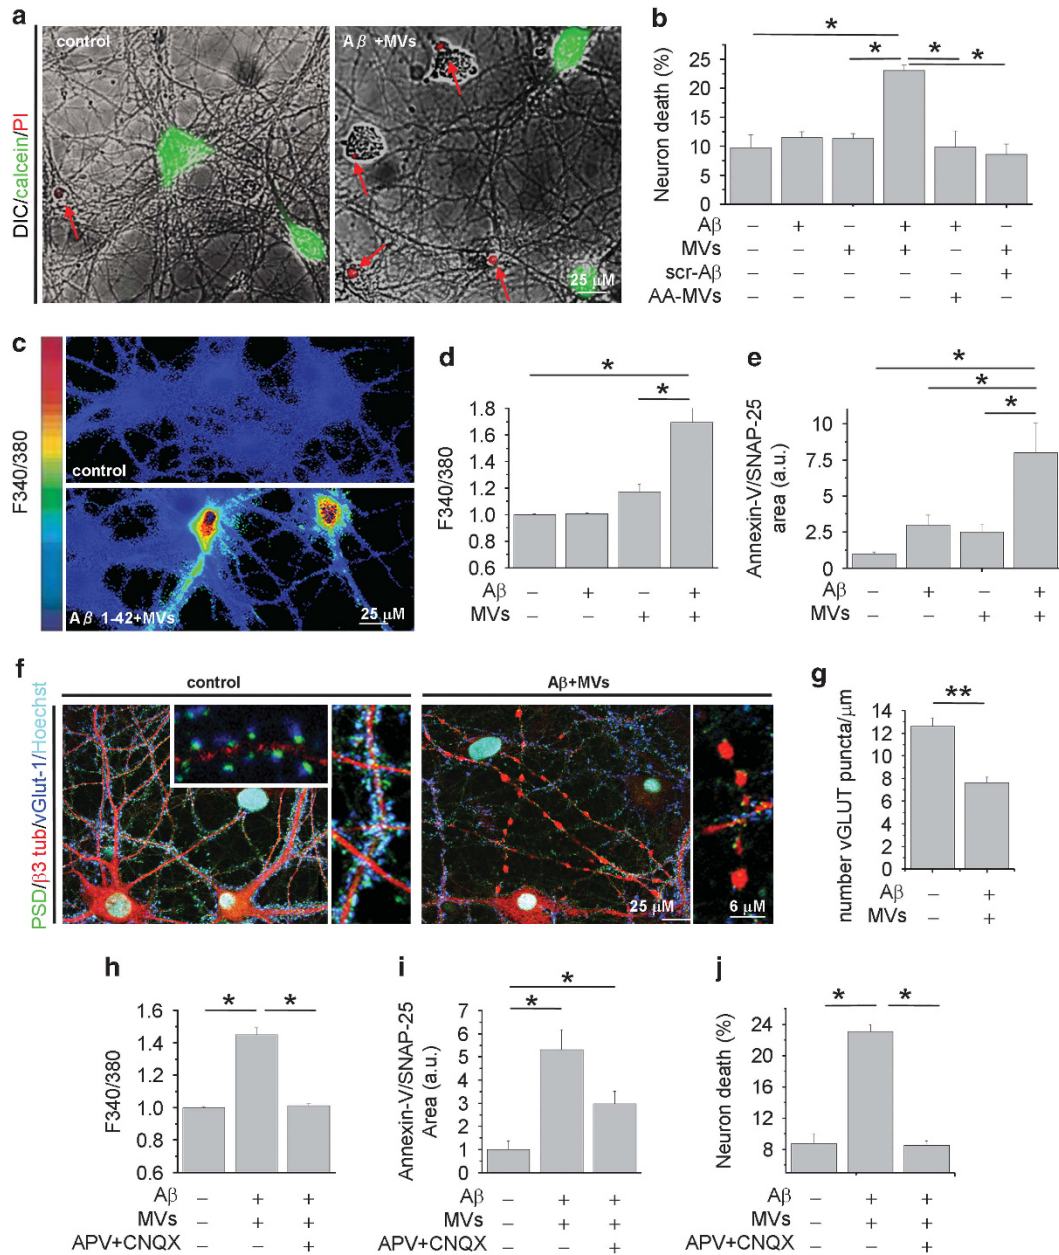 a
control
Aβ +MVs
25 μM
DIC/calcein/PI
b
Neuron death (%)
25
20
15
10
5
0
* * * *
Aβ – + – + + –
MVs – – + + – +
scr-Aβ – – – – – +
AA-MVs – – – – + –
c
F340/380
control
Aβ 1-42+MVs
25 μM
d
F340/380
1.8
1.6
1.4
1.2
1.0
0.8
0.6
* *
Aβ – + – +
MVs – – + +
e
Annexin-V/SNAP-25
area (a.u.)
10
7.5
5
2.5
0
* * *
Aβ – + – +
MVs – – + +
f
control
Aβ+MVs
PSD/β3 tub/vGlut-1/Hoechst
25 μM
6 μM
g
number vGLUT puncta/μm
14
12
10
8
6
4
2
0
**
Aβ – +
MVs – +
h
F340/380
1.6
1.4
1.2
1.0
0.8
0.6
* *
Aβ – + +
MVs – + +
APV+CNQX – – +
i
Annexin-V/SNAP-25
Area (a.u.)
7
6
5
4
3
2
1
0
* *
Aβ – + +
MVs – + +
APV+CNQX – – +
j
Neuron death (%)
24
20
16
12
8
* *
Aβ – + +
MVs – + +
APV+CNQX – – +